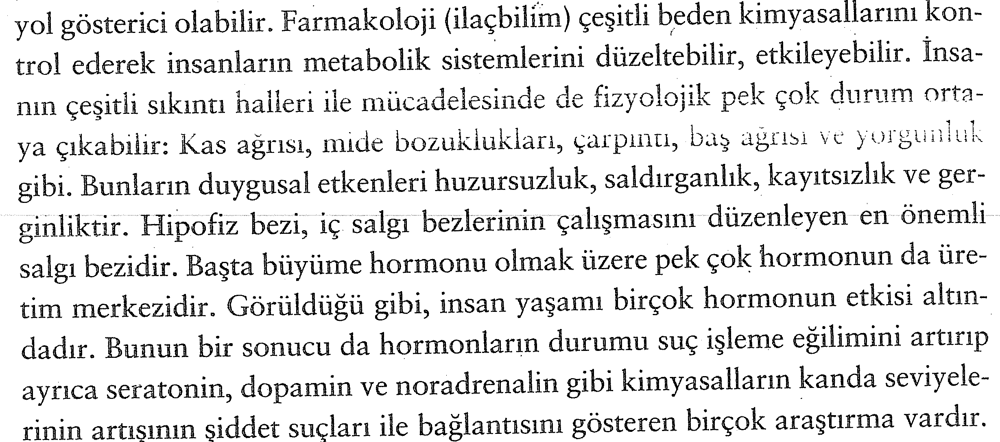 yol gösterici olabilir. Farmakoloji (ilaçbilim) çeşitli beden kimyasallarını kon-
trol ederek insanların metabolik sistemlerini düzeltebilir, etkileyebilir. İnsa-
nın çeşitli sıkıntı halleri ile mücadelesinde de fizyolojik pek çok durum orta-
ya çıkabilir: Kas ağrısı, mide bozuklukları, çarpıntı, baş ağrısı ve yorgunluk
gibi. Bunların duygusal etkenleri huzursuzluk, saldırganlık, kayıtsızlık ve ger-
ginliktir. Hipofiz bezi, iç salgı bezlerinin çalışmasını düzenleyen en önemli
salgı bezidir. Başta büyüme hormonu olmak üzere pek çok hormonun da üre-
tim merkezidir. Görüldüğü gibi, insan yaşamı birçok hormonun etkisi altın-
dadır. Bunun bir sonucu da hormonların durumu suç işleme eğilimini artırıp
ayrıca seratonin, dopamin ve noradrenalin gibi kimyasalların kanda seviyele-
rinin artışının şiddet suçları ile bağlantısını gösteren birçok araştırma vardır.